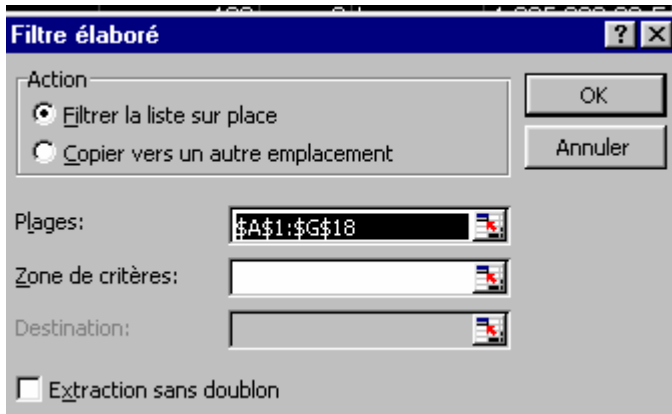 Filtre élaboré
Action
Filtrer la liste sur place
Copier vers un autre emplacement
OK
Annuler
Plages:
$A$1:$G$18
Zone de critères:
Destination:
Extraction sans doublon